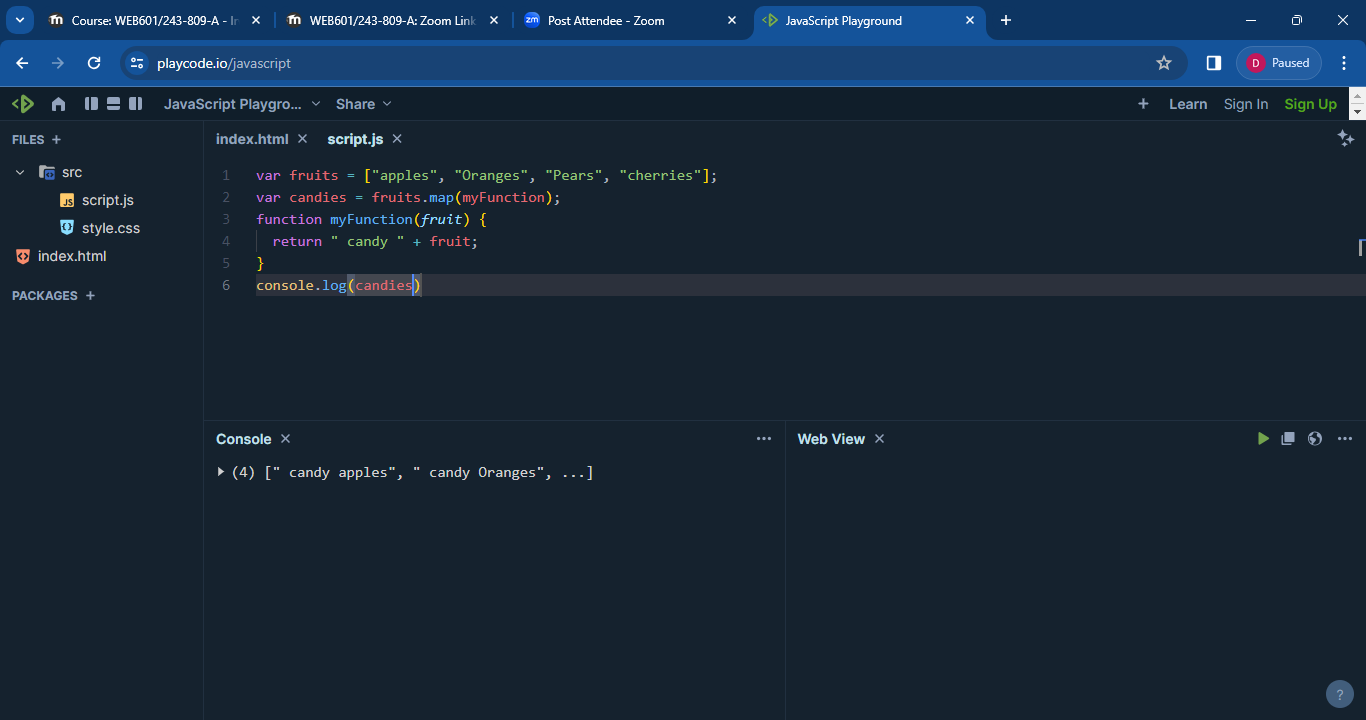 Course: WEB601/243-809-A - In
WEB601/243-809-A: Zoom Link
zm Post Attendee - Zoom
JavaScript Playground
playcode.io/javascript
D Paused
JavaScript Playgro...
Share
+ Learn Sign In Sign Up
FILES +
index.html
script.js
src
JS script.js
style.css
index.html
PACKAGES +
1 var fruits = ["apples", "Oranges", "Pears", "cherries"];
2 var candies = fruits.map(myFunction);
3 function myFunction(fruit) {
4 return " candy " + fruit;
5 }
6 console.log(candies)
Console
Web View
(4) [" candy apples", " candy Oranges", ...]
?